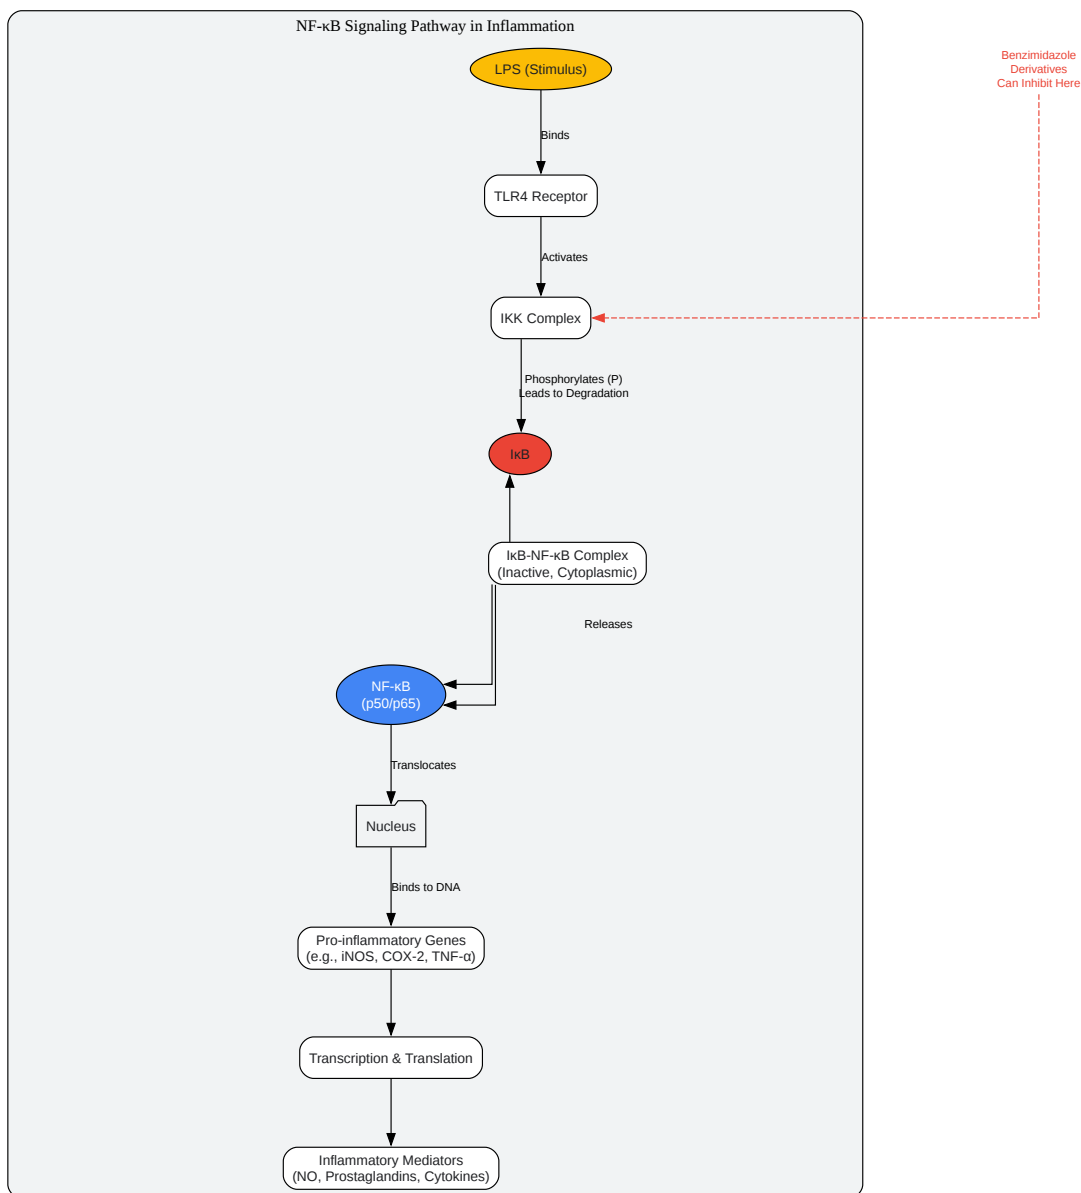 NF-κB Signaling Pathway in Inflammation
LPS (Stimulus)
Benzimidazole
Derivatives
Can Inhibit Here
Binds
TLR4 Receptor
Activates
IKK Complex
Phosphorylates (P)
Leads to Degradation
IκB
IκB-NF-κB Complex
(Inactive, Cytoplasmic)
Releases
NF-κB
(p50/p65)
Translocates
Nucleus
Binds to DNA
Pro-inflammatory Genes
(e.g., iNOS, COX-2, TNF-α)
Transcription & Translation
Inflammatory Mediators
(NO, Prostaglandins, Cytokines)